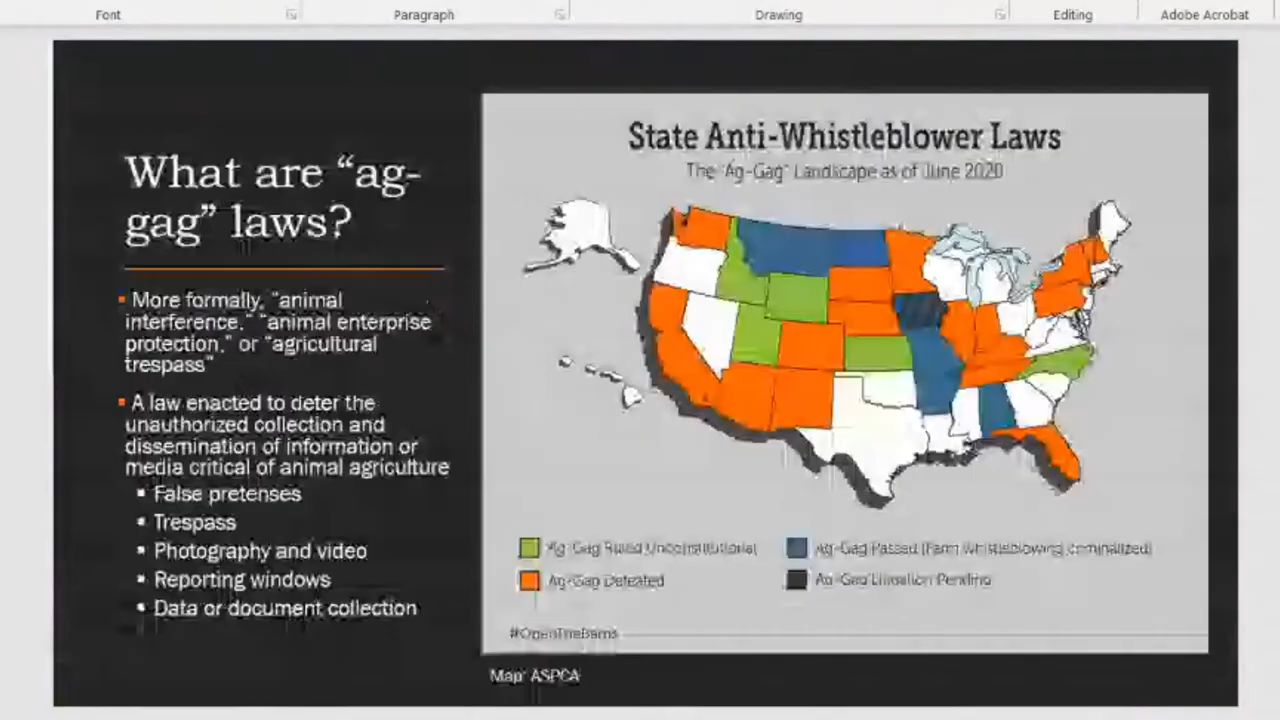 Font
Paragraph
Drawing
Editing
Adobe Acrobat
What are “ag-
gag” laws?
▪ More formally, “animal
interference,” “animal enterprise
protection,” or “agricultural
trespass”
▪ A law enacted to deter the
unauthorized collection and
dissemination of information or
media critical of animal agriculture
▪ False pretenses
▪ Trespass
▪ Photography and video
▪ Reporting windows
▪ Data or document collection
State Anti-Whistleblower Laws
The "Ag-Gag" Landscape as of June 2020
Ag-Gag Ruled Unconstitutional
Ag-Gag Passed (Farm whistleblowing criminalized)
Ag-Gag Defeated
Ag-Gag Litigation Pending
#OpenTheBarns
Map: ASPCA